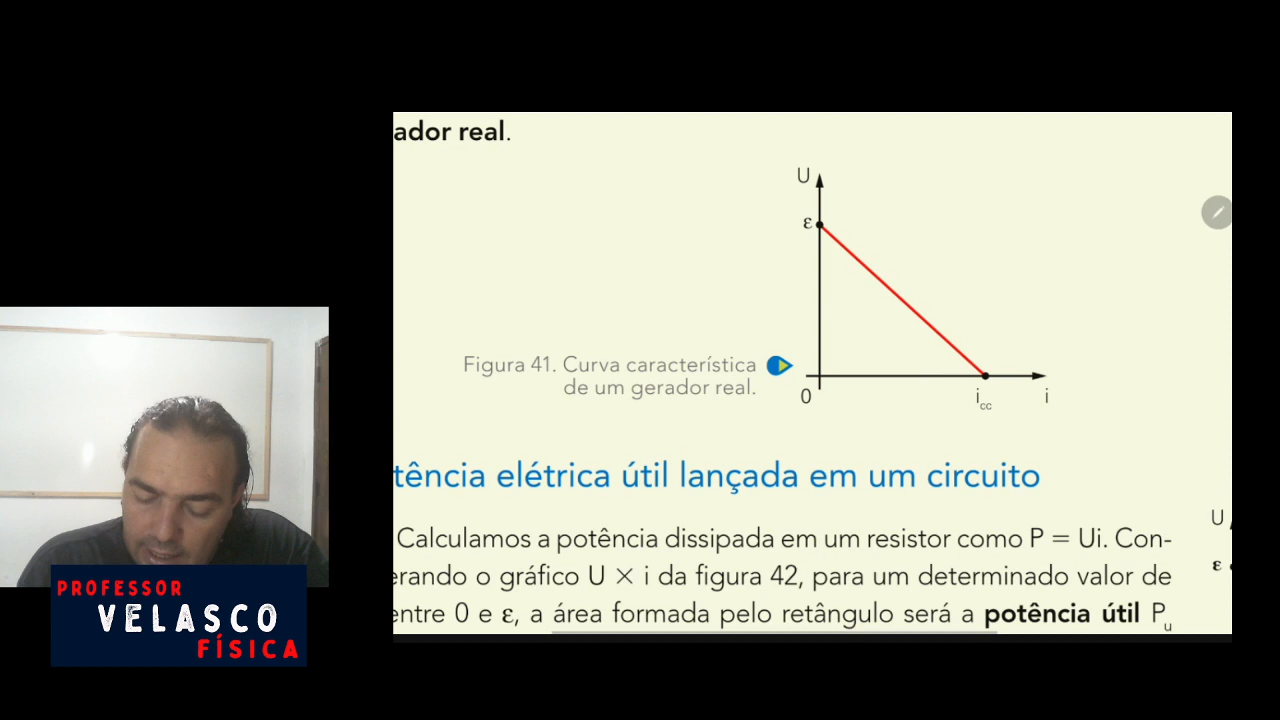 ador real.
U
ε
Figura 41. Curva característica
de um gerador real.
0
i cc
i
tência elétrica útil lançada em um circuito
Calculamos a potência dissipada em um resistor como P = Ui. Con-
erando o gráfico U × i da figura 42, para um determinado valor de
entre 0 e ε, a área formada pelo retângulo será a potência útil Pu
U
ε
PROFESSOR
VELASCO
FÍSICA